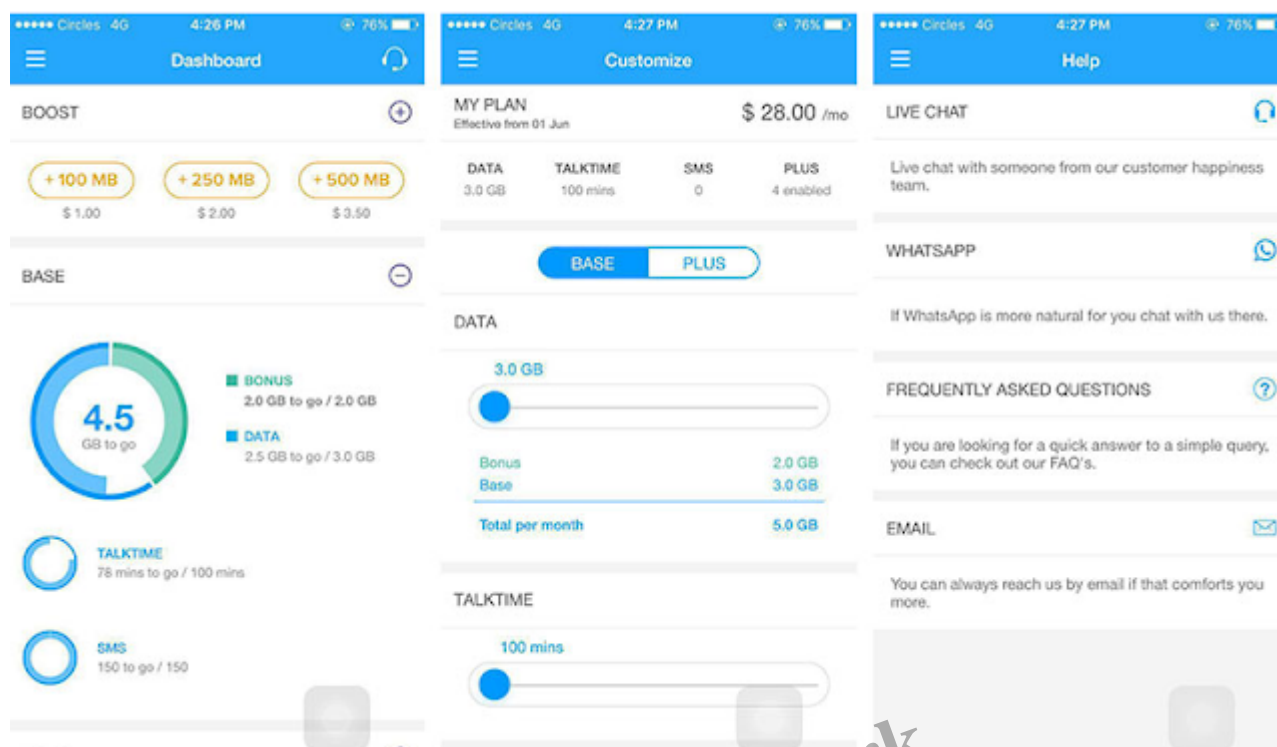 Circles 4G 4:26 PM 76%
Dashboard
BOOST
+ 100 MB + 250 MB + 500 MB
$ 1.00 $ 2.00 $ 3.50
BASE
4.5
GB to go
BONUS
2.0 GB to go / 2.0 GB
DATA
2.5 GB to go / 3.0 GB
TALKTIME
78 mins to go / 100 mins
SMS
150 to go / 150
Circles 4G 4:27 PM 76%
Customize
MY PLAN
Effective from 01 Jun
$ 28.00 /mo
DATA TALKTIME SMS PLUS
3.0 GB 100 mins 0 4 enabled
BASE PLUS
DATA
3.0 GB
Bonus 2.0 GB
Base 3.0 GB
Total per month 5.0 GB
TALKTIME
100 mins
Circles 4G 4:27 PM 76%
Help
LIVE CHAT
Live chat with someone from our customer happiness
team.
WHATSAPP
If WhatsApp is more natural for you chat with us there.
FREQUENTLY ASKED QUESTIONS
If you are looking for a quick answer to a simple query,
you can check out our FAQ's.
EMAIL
You can always reach us by email if that comforts you
more.